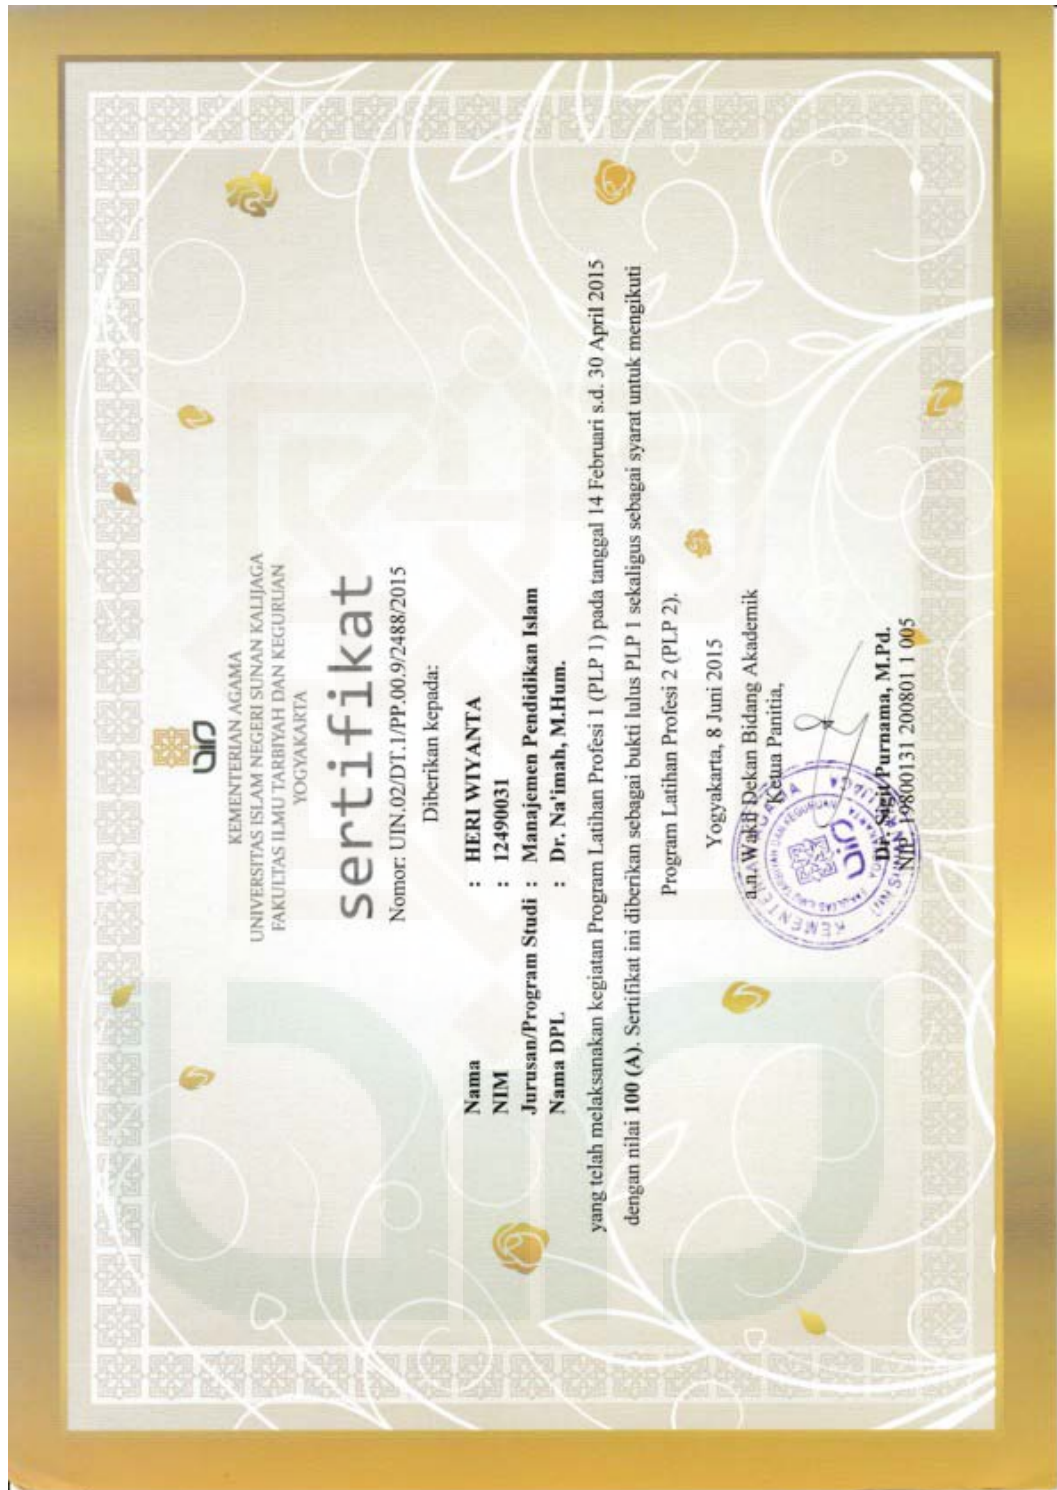 KEMENTERIAN AGAMA
UNIVERSITAS ISLAM NEGERI SUNAN KALIJAGA
FAKULTAS ILMU TARBIYAH DAN KEGURUAN
YOGYAKARTA
sertifikat
Nomor: UIN.02/DT.1/PP.00.9/2488/2015
Diberikan kepada:
Nama : HERI WIYANTA
NIM : 12490031
Jurusan/Program Studi : Manajemen Pendidikan Islam
Nama DPL : Dr. Na'imah, M.Hum.
yang telah melaksanakan kegiatan Program Latihan Profesi 1 (PLP 1) pada tanggal 14 Februari s.d. 30 April 2015
dengan nilai 100 (A). Sertifikat ini diberikan sebagai bukti lulus PLP 1 sekaligus sebagai syarat untuk mengikuti
Program Latihan Profesi 2 (PLP 2).
Yogyakarta, 8 Juni 2015
a.n. Wakil Dekan Bidang Akademik
Ketua Panitia,
Dr. Sigit Purnama, M.Pd.
NIP. 19800131 200801 1 005